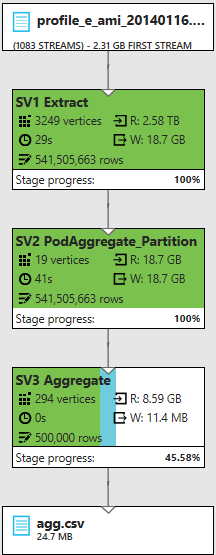 profile_e_ami_20140116....
(1083 STREAMS) - 2.31 GB FIRST STREAM
SV1 Extract
3249 vertices R: 2.58 TB
29s W: 18.7 GB
541,505,663 rows
Stage progress: 100%
SV2 PodAggregate_Partition
19 vertices R: 18.7 GB
41s W: 18.7 GB
541,505,663 rows
Stage progress: 100%
SV3 Aggregate
294 vertices R: 8.59 GB
0s W: 11.4 MB
500,000 rows
Stage progress: 45.58%
agg.csv
24.7 MB